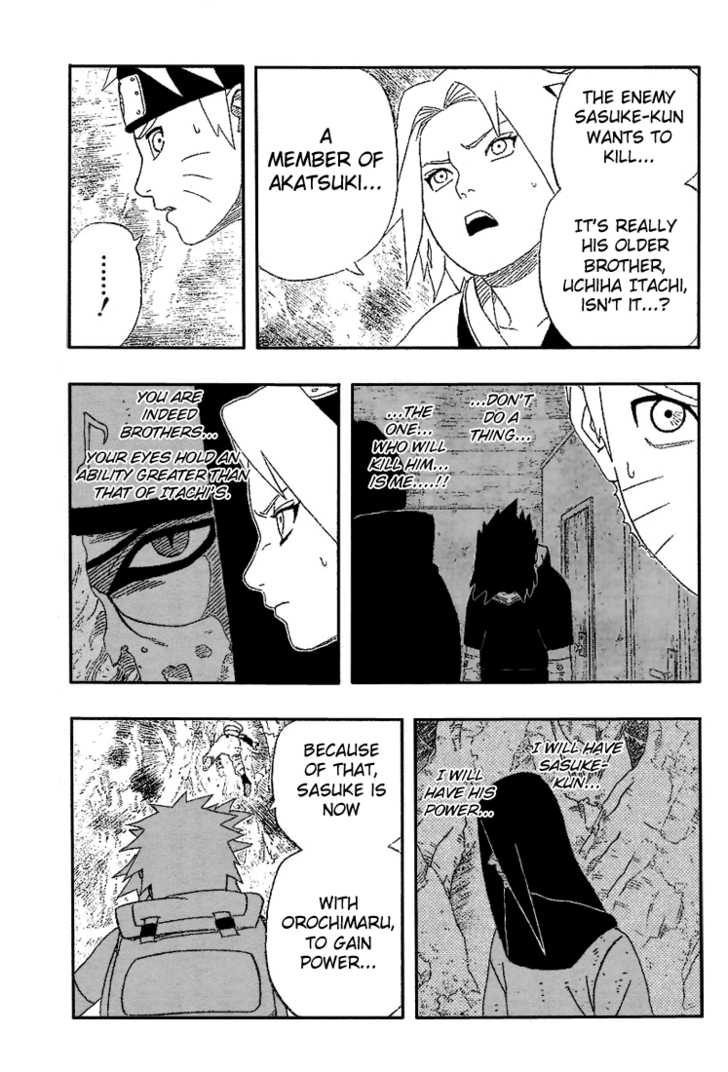 THE ENEMY
SASUKE-KUN
WANTS TO
KILL...
IT'S REALLY
HIS OLDER
BROTHER,
UCHIHA ITACHI,
ISN'T IT...?
A
MEMBER OF
AKATSUKI...
......!
...DON'T
DO A
THING...
...THE
ONE...
WHO WILL
KILL HIM...
IS ME....!!
YOU ARE
INDEED
BROTHERS...
YOUR EYES HOLD AN
ABILITY GREATER THAN
THAT OF ITACHI'S.
I WILL HAVE
SASUKE-
KUN...
I WILL
HAVE HIS
POWER...
BECAUSE
OF THAT,
SASUKE IS
NOW
WITH
OROCHIMARU,
TO GAIN
POWER...